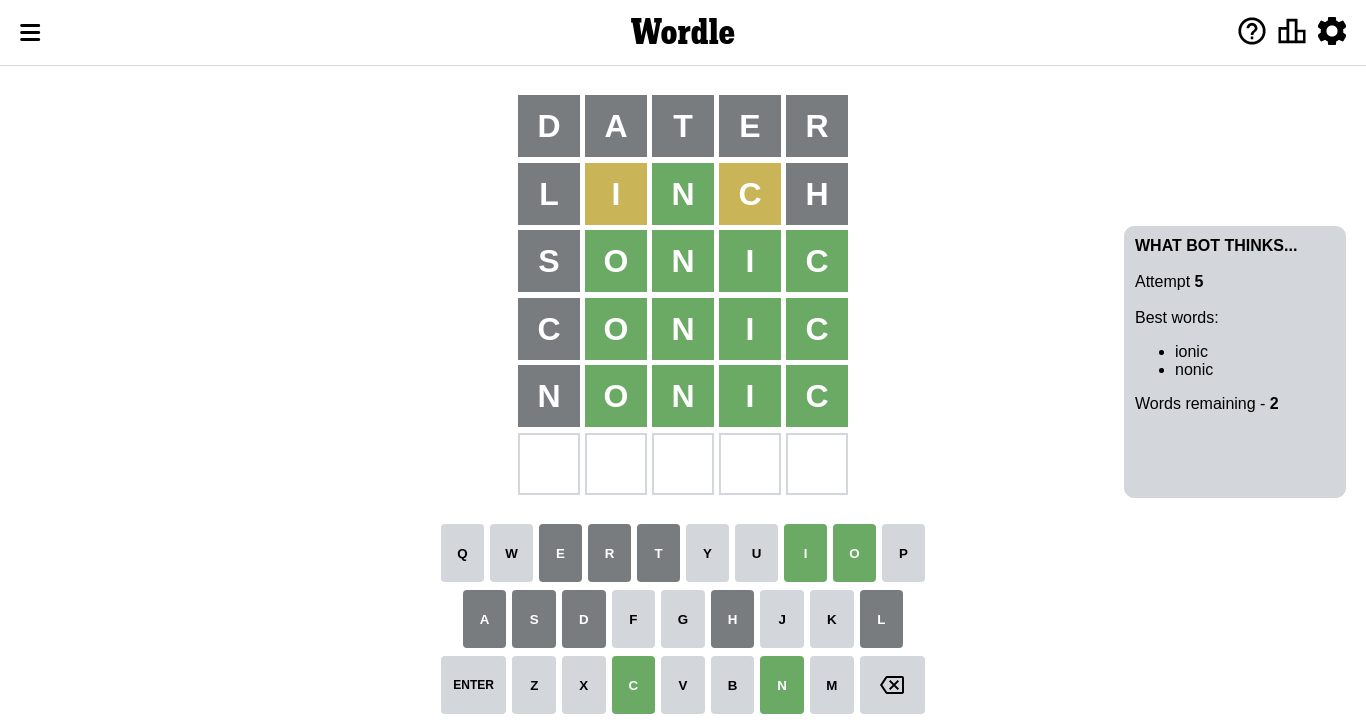 Wordle
D A T E R
L I N C H
S O N I C
C O N I C
N O N I C
WHAT BOT THINKS...
Attempt 5
Best words:
ionic
nonic
Words remaining - 2
Q W E R T Y U I O P
A S D F G H J K L
ENTER Z X C V B N M